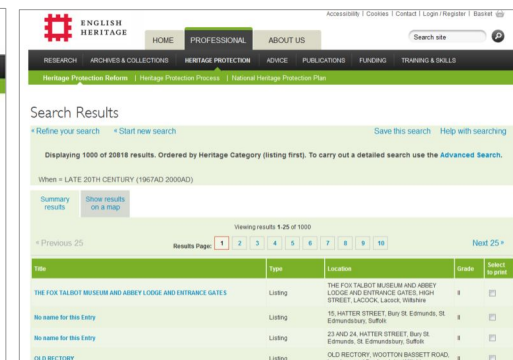 Accessibility | Cookies | Contact | Login / Register | Basket
ENGLISH
HERITAGE
HOME PROFESSIONAL ABOUT US Search site
RESEARCH ARCHIVES & COLLECTIONS HERITAGE PROTECTION ADVICE PUBLICATIONS FUNDING TRAINING & SKILLS
Heritage Protection Reform | Heritage Protection Process | National Heritage Protection Plan
Search Results
« Refine your search « Start new search Save this search Help with searching
Displaying 1000 of 20818 results. Ordered by Heritage Category (listing first). To carry out a detailed search use the Advanced Search.
When = LATE 20TH CENTURY (1967AD 2000AD)
Summary results Show results on a map
Viewing results 1-25 of 1000
« Previous 25 Results Page: 1 2 3 4 5 6 7 8 9 10 Next 25 »
Title Type Location Grade Select to print
THE FOX TALBOT MUSEUM AND ABBEY LODGE AND ENTRANCE GATES Listing THE FOX TALBOT MUSEUM AND ABBEY LODGE AND ENTRANCE GATES, HIGH STREET, LACOCK, Lacock, Wiltshire II
No name for this Entry Listing 15, HATTER STREET, Bury St. Edmunds, St. Edmundsbury, Suffolk II
No name for this Entry Listing 23 AND 24, HATTER STREET, Bury St. Edmunds, St. Edmundsbury, Suffolk II
OLD RECTORY Listing OLD RECTORY, WOOTTON BASSETT ROAD, II